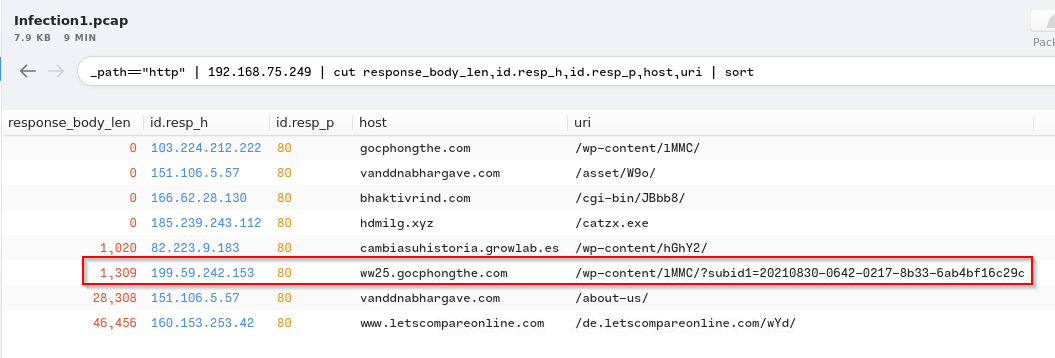 Infection1.pcap
7.9 KB 9 MIN
Pack
_path=="http" | 192.168.75.249 | cut response_body_len,id.resp_h,id.resp_p,host,uri | sort
response_body_len id.resp_h id.resp_p host uri
0 103.224.212.222 80 gocphongthe.com /wp-content/lMMC/
0 151.106.5.57 80 vanddnabhargave.com /asset/W9o/
0 166.62.28.130 80 bhaktivrind.com /cgi-bin/JBbb8/
0 185.239.243.112 80 hdmilg.xyz /catzx.exe
1,020 82.223.9.183 80 cambiasuhistoria.growlab.es /wp-content/hGhY2/
1,309 199.59.242.153 80 ww25.gocphongthe.com /wp-content/lMMC/?subid1=20210830-0642-0217-8b33-6ab4bf16c29c
28,308 151.106.5.57 80 vanddnabhargave.com /about-us/
46,456 160.153.253.42 80 www.letscompareonline.com /de.letscompareonline.com/wYd/